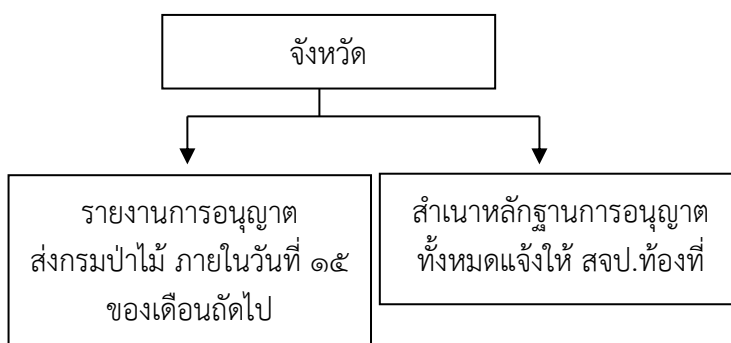 จังหวัด
รายงานการอนุญาต
ส่งกรมป่าไม้ ภายในวันที่ ๑๕
ของเดือนถัดไป
สำเนาหลักฐานการอนุญาต
ทั้งหมดแจ้งให้ สจป.ท้องที่